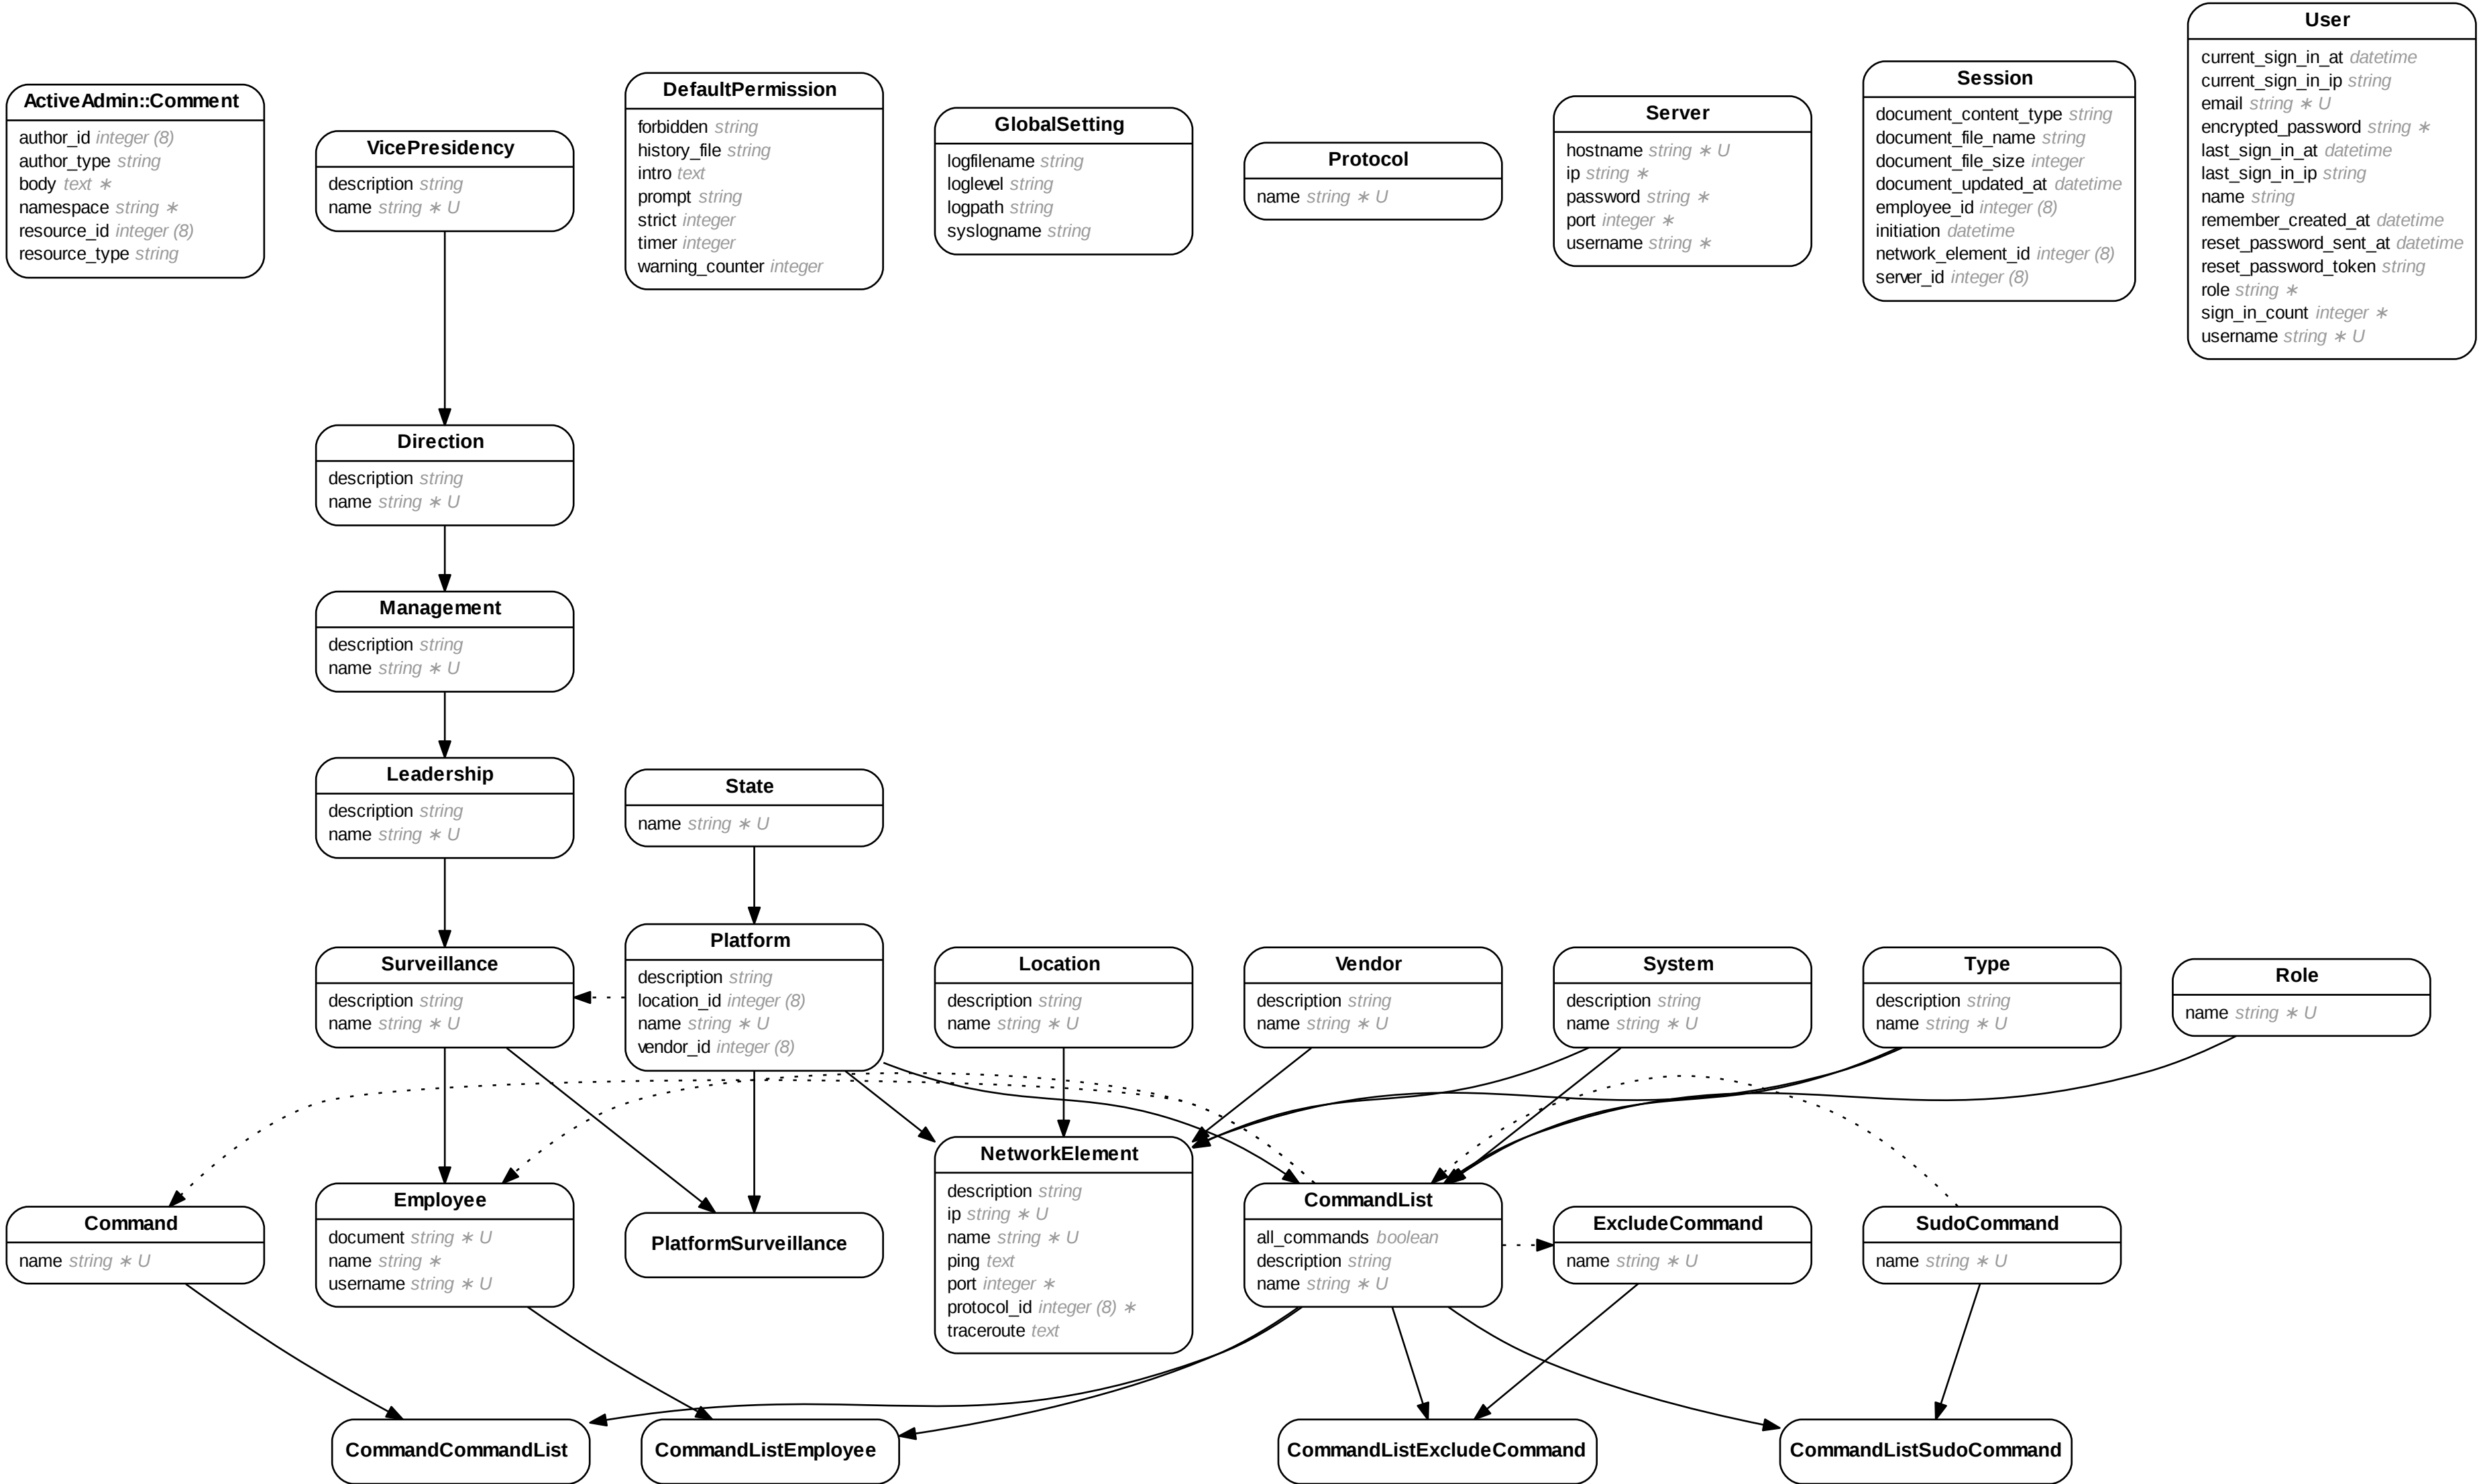 ActiveAdmin::Comment
author_id integer (8)
author_type string
body text ∗
namespace string ∗
resource_id integer (8)
resource_type string
VicePresidency
description string
name string ∗ U
DefaultPermission
forbidden string
history_file string
intro text
prompt string
strict integer
timer integer
warning_counter integer
GlobalSetting
logfilename string
loglevel string
logpath string
syslogname string
Protocol
name string ∗ U
Server
hostname string ∗ U
ip string ∗
password string ∗
port integer ∗
username string ∗
Session
document_content_type string
document_file_name string
document_file_size integer
document_updated_at datetime
employee_id integer (8)
initiation datetime
network_element_id integer (8)
server_id integer (8)
User
current_sign_in_at datetime
current_sign_in_ip string
email string ∗ U
encrypted_password string ∗
last_sign_in_at datetime
last_sign_in_ip string
name string
remember_created_at datetime
reset_password_sent_at datetime
reset_password_token string
role string ∗
sign_in_count integer ∗
username string ∗ U
Direction
description string
name string ∗ U
Management
description string
name string ∗ U
Leadership
description string
name string ∗ U
State
name string ∗ U
Surveillance
description string
name string ∗ U
Platform
description string
location_id integer (8)
name string ∗ U
vendor_id integer (8)
Location
description string
name string ∗ U
Vendor
description string
name string ∗ U
System
description string
name string ∗ U
Type
description string
name string ∗ U
Role
name string ∗ U
Command
name string ∗ U
Employee
document string ∗ U
name string ∗
username string ∗ U
PlatformSurveillance
NetworkElement
description string
ip string ∗ U
name string ∗ U
ping text
port integer ∗
protocol_id integer (8) ∗
traceroute text
CommandList
all_commands boolean
description string
name string ∗ U
ExcludeCommand
name string ∗ U
SudoCommand
name string ∗ U
CommandCommandList
CommandListEmployee
CommandListExcludeCommand
CommandListSudoCommand